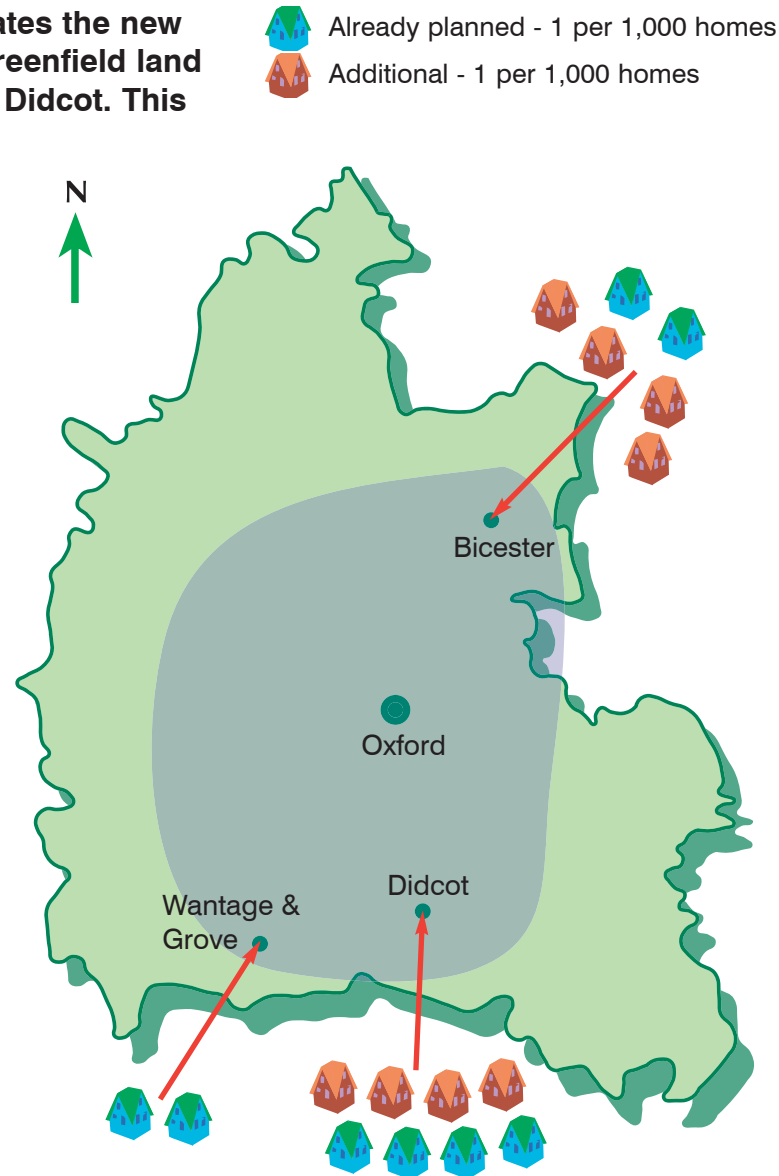 ates the new
reenfield land
Didcot. This
Already planned - 1 per 1,000 homes
Additional - 1 per 1,000 homes
N
Bicester
Oxford
Didcot
Wantage &
Grove